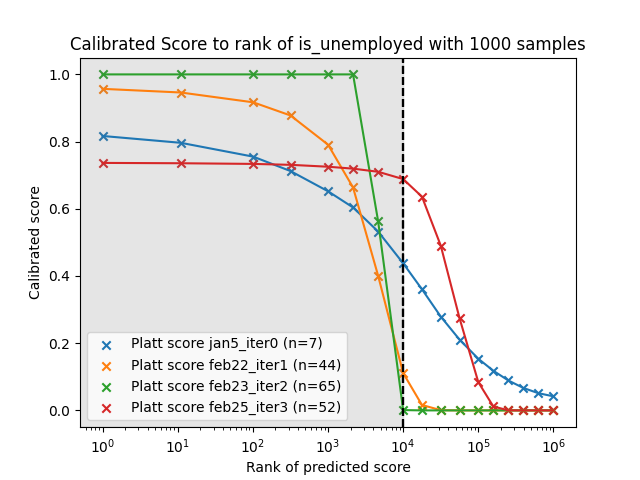 Calibrated Score to rank of is_unemployed with 1000 samples
1.0
0.8
0.6
0.4
0.2
0.0
Calibrated score
Platt score jan5_iter0 (n=7)
Platt score feb22_iter1 (n=44)
Platt score feb23_iter2 (n=65)
Platt score feb25_iter3 (n=52)
10⁰ 10¹ 10² 10³ 10⁴ 10⁵ 10⁶
Rank of predicted score